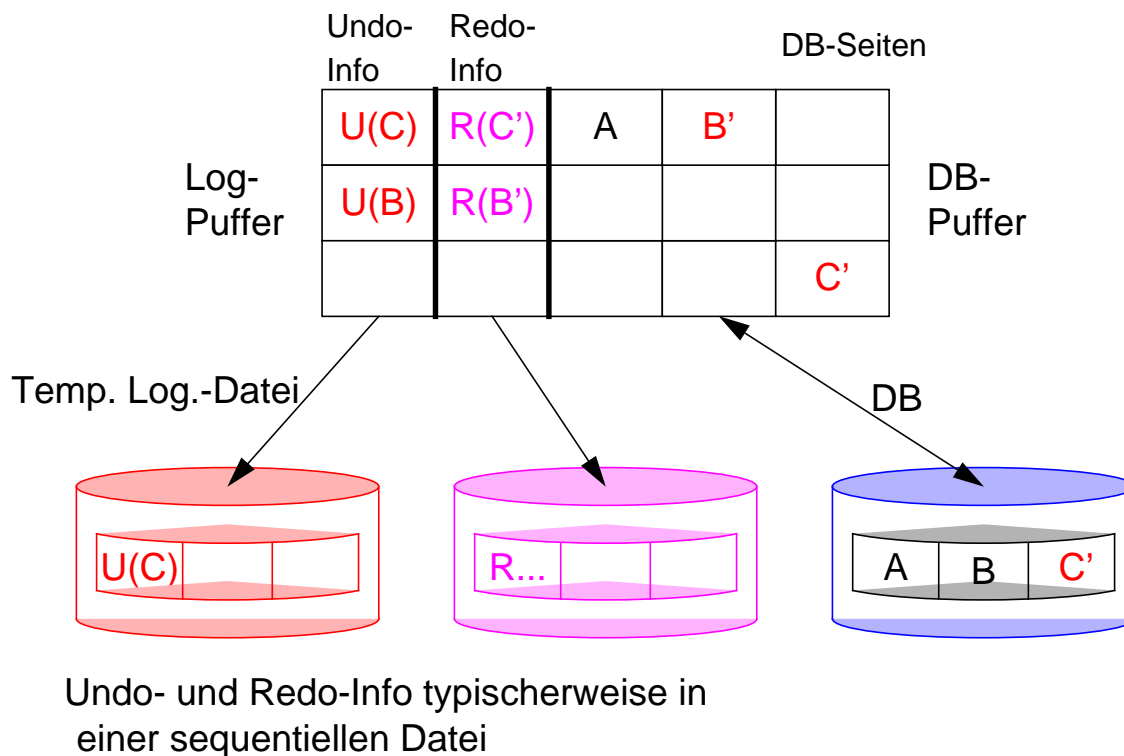 Undo-
Info
Redo-
Info
DB-Seiten
U(C) R(C’) A B’
Log-
Puffer
U(B) R(B’)
DB-
Puffer
C’
Temp. Log.-Datei
DB
U(C)
R...
A B C’
Undo- und Redo-Info typischerweise in
einer sequentiellen Datei